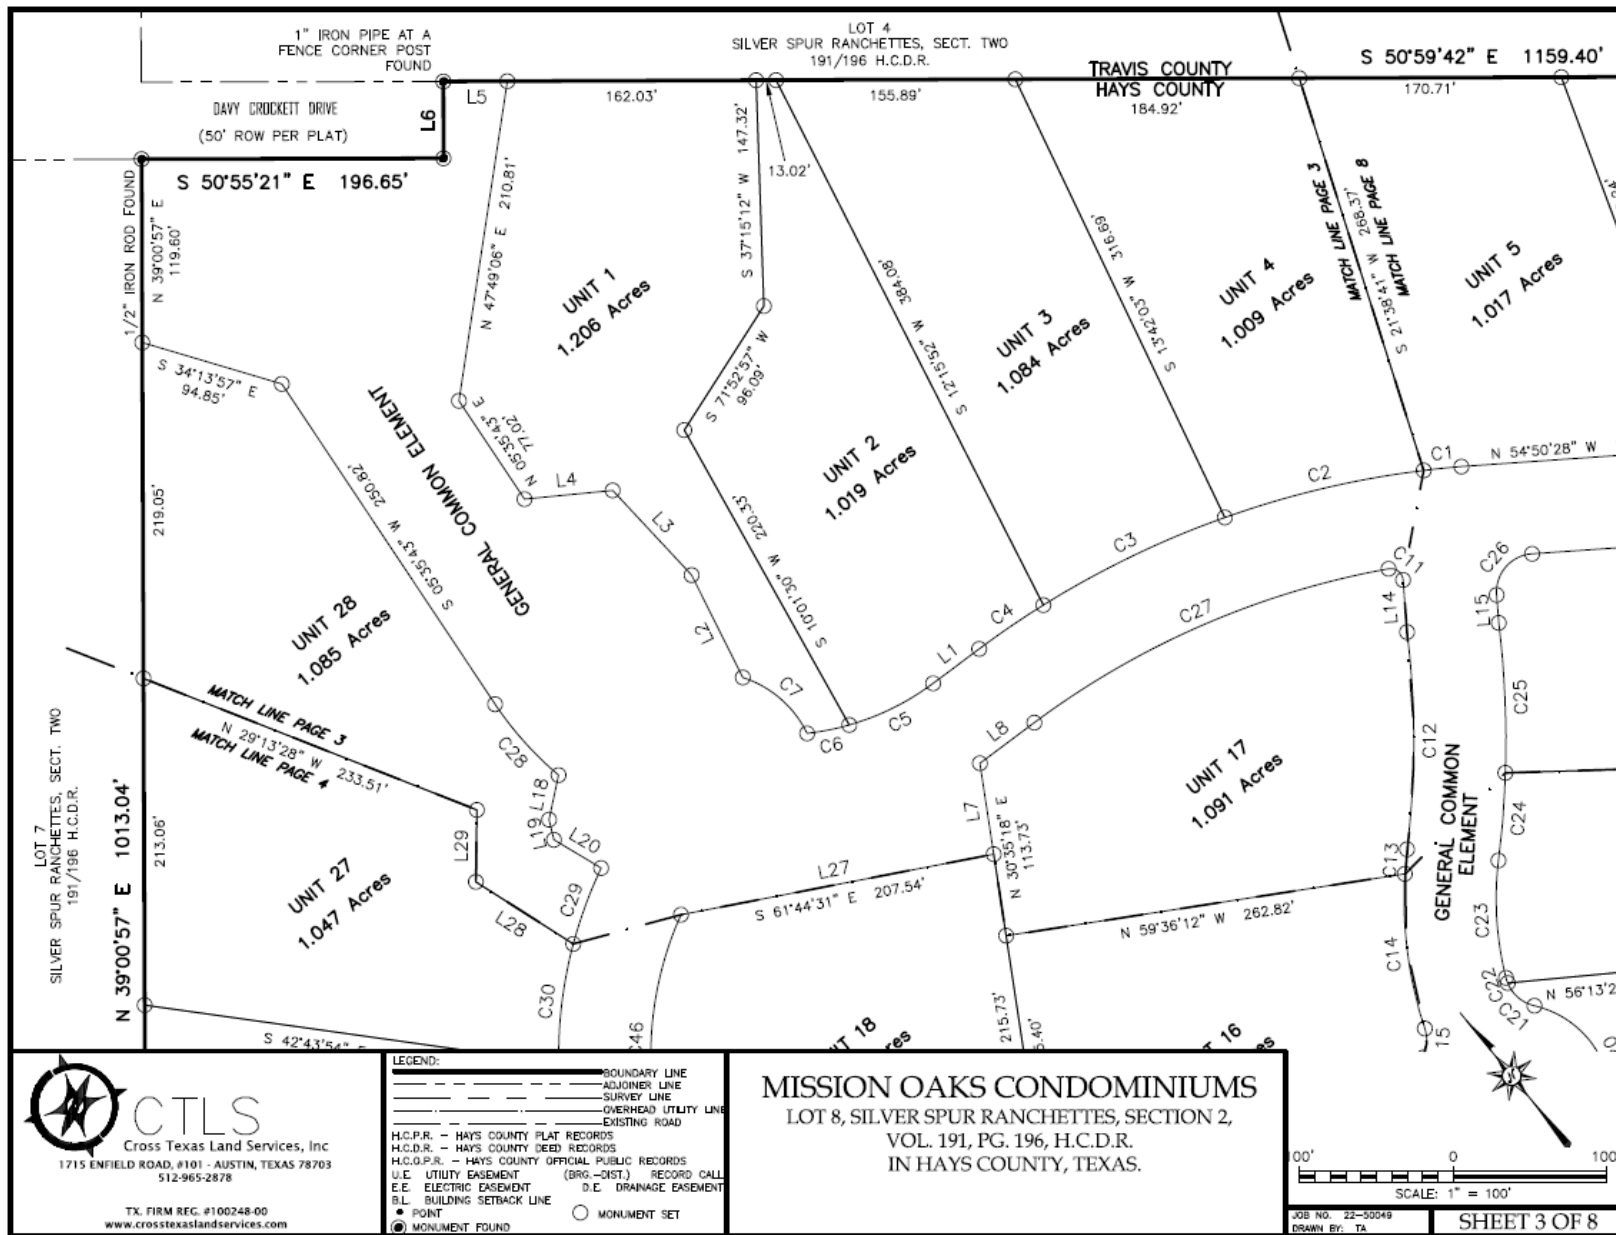 1" IRON PIPE AT A
FENCE CORNER POST
FOUND
LOT 4
SILVER SPUR RANCHETTES, SECT. TWO
191/196 H.C.D.R.
TRAVIS COUNTY
HAYS COUNTY
S 50°59'42" E 1159.40'
DAVY CROCKETT DRIVE
(50' ROW PER PLAT)
L6
L5
162.03'
13.02'
155.89'
184.92'
170.71'
S 50°55'21" E 196.65'
1/2" IRON ROD FOUND
N 39°00'57" E
119.60'
N 47°49'06" E 210.81'
S 37°15'12" W 147.32'
UNIT 1
1.206 Acres
S 71°52'57" W
96.09'
S 12°15'52" W 384.08'
UNIT 3
1.084 Acres
S 13°42'03" W 316.69'
UNIT 4
1.009 Acres
MATCH LINE PAGE 3
S 21°38'41" W 268.37'
MATCH LINE PAGE 8
UNIT 5
1.017 Acres
S 34°13'57" E
94.85'
GENERAL COMMON ELEMENT
N 05°35'43" E
77.02'
L4
L3
L2
UNIT 2
1.019 Acres
S 10°01'30" W 220.33'
C1
N 54°50'28" W
C2
C3
C4
L1
C5
C6
C7
219.05'
S 05°35'43" W 250.82'
UNIT 28
1.085 Acres
C11
C26
C27
L14
L15
C25
C12
L8
L7
N 30°35'18" E
113.73'
UNIT 17
1.091 Acres
GENERAL COMMON
ELEMENT
MATCH LINE PAGE 3
N 29°13'28" W 233.51'
MATCH LINE PAGE 4
C28
L18
L19
L20
L29
L28
C29
L27
S 61°44'31" E 207.54'
N 59°36'12" W 262.82'
C13
C24
C14
C23
C22
C21
N 56°13'2
LOT 7
SILVER SPUR RANCHETTES, SECT. TWO
191/196 H.C.D.R.
N 39°00'57" E 1013.04'
213.06'
UNIT 27
1.047 Acres
S 42°43'54" E
C30
C46
IT 18
res
215.73'
5.40'
T 16
es
15
CTLS
Cross Texas Land Services, Inc
1715 ENFIELD ROAD, #101 - AUSTIN, TEXAS 78703
512-965-2878
TX. FIRM REG. #100248-00
www.crosstexaslandservices.com
LEGEND:
BOUNDARY LINE
ADJOINER LINE
SURVEY LINE
OVERHEAD UTILITY LINE
EXISTING ROAD
H.C.P.R. – HAYS COUNTY PLAT RECORDS
H.C.D.R. – HAYS COUNTY DEED RECORDS
H.C.O.P.R. – HAYS COUNTY OFFICIAL PUBLIC RECORDS
U.E. UTILITY EASEMENT (BRG.–DIST.) RECORD CALL
E.E. ELECTRIC EASEMENT D.E. DRAINAGE EASEMENT
B.L. BUILDING SETBACK LINE
POINT MONUMENT SET
MONUMENT FOUND
MISSION OAKS CONDOMINIUMS
LOT 8, SILVER SPUR RANCHETTES, SECTION 2,
VOL. 191, PG. 196, H.C.D.R.
IN HAYS COUNTY, TEXAS.
00' 0 100
SCALE: 1" = 100'
JOB NO. 22-50049
DRAWN BY: TA
SHEET 3 OF 8